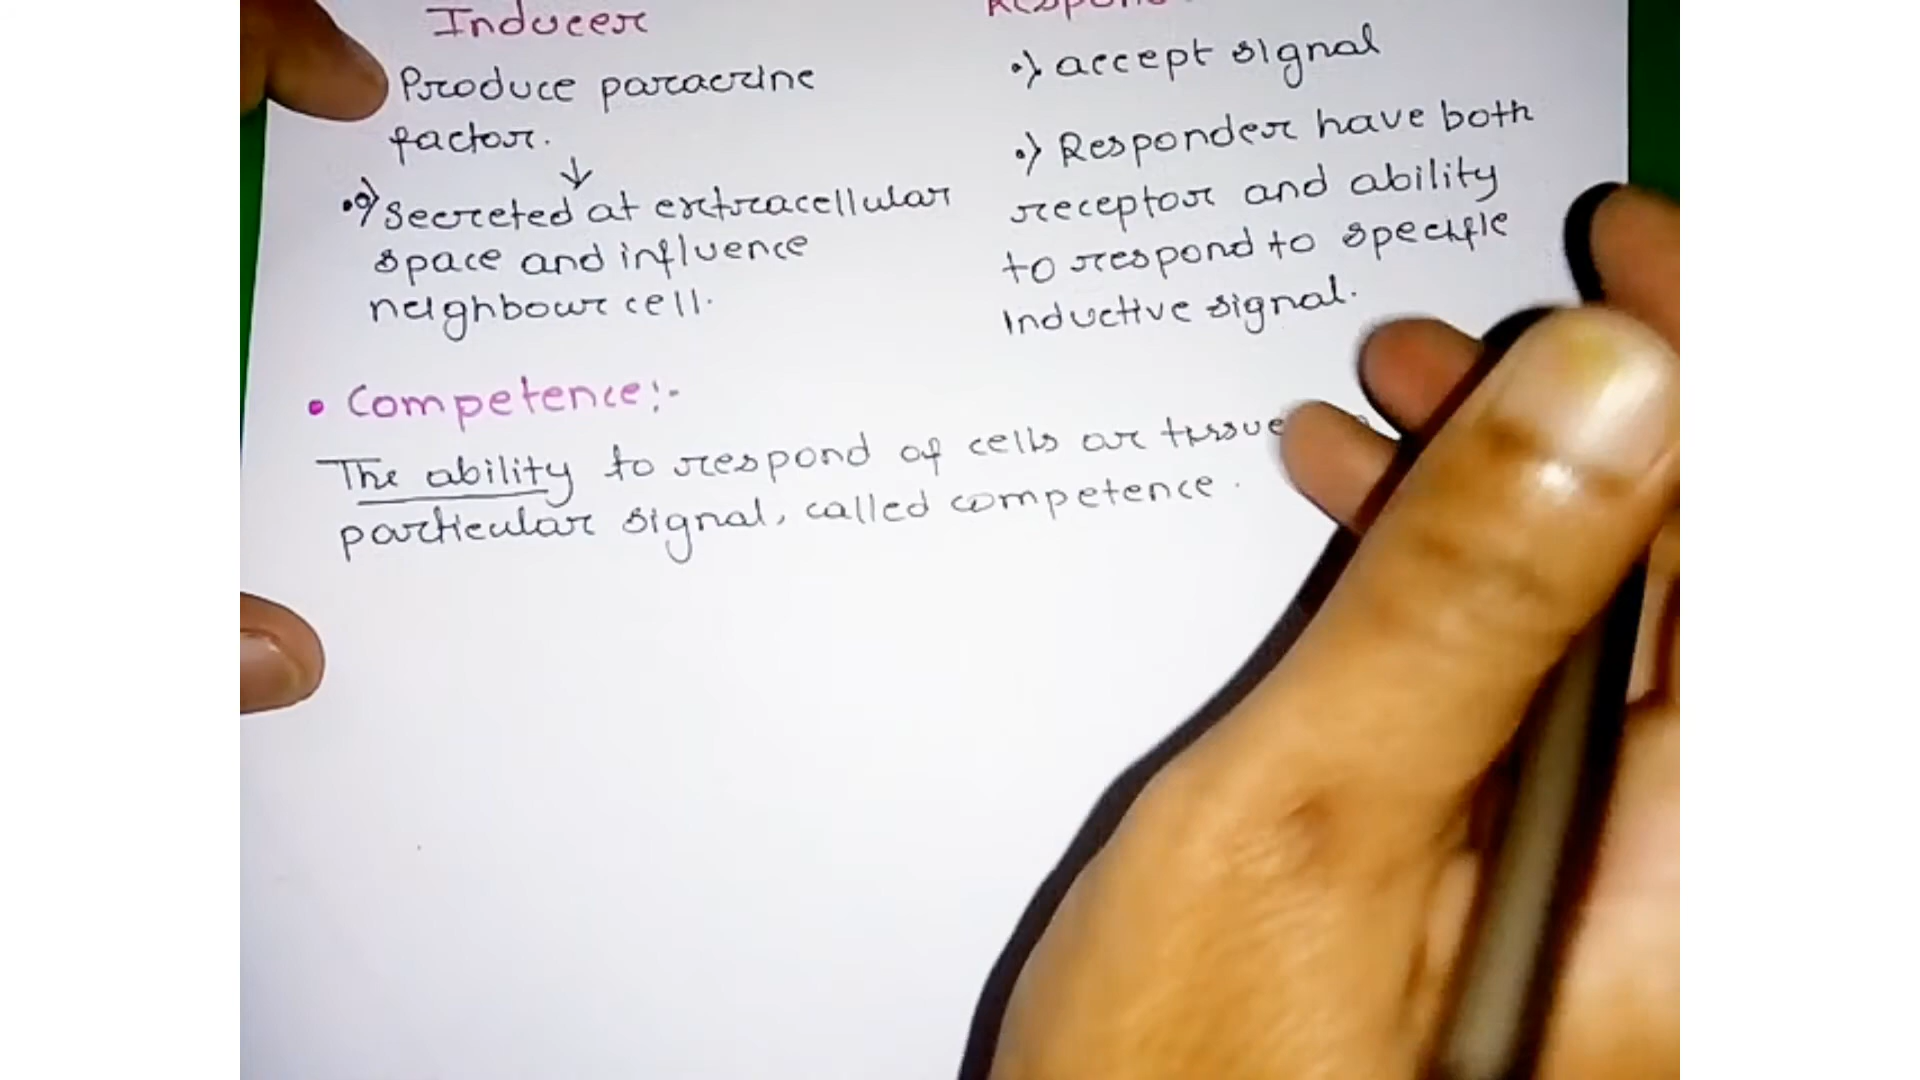 Inducer
Produce paracrine
factor.
↓
•) Secreted at extracellular
space and influence
neighbour cell.
•) accept signal
•) Responder have both
receptor and ability
to respond to specific
Inductive signal.
• Competence:-
The ability to respond of cells or tissue
particular signal, called competence.